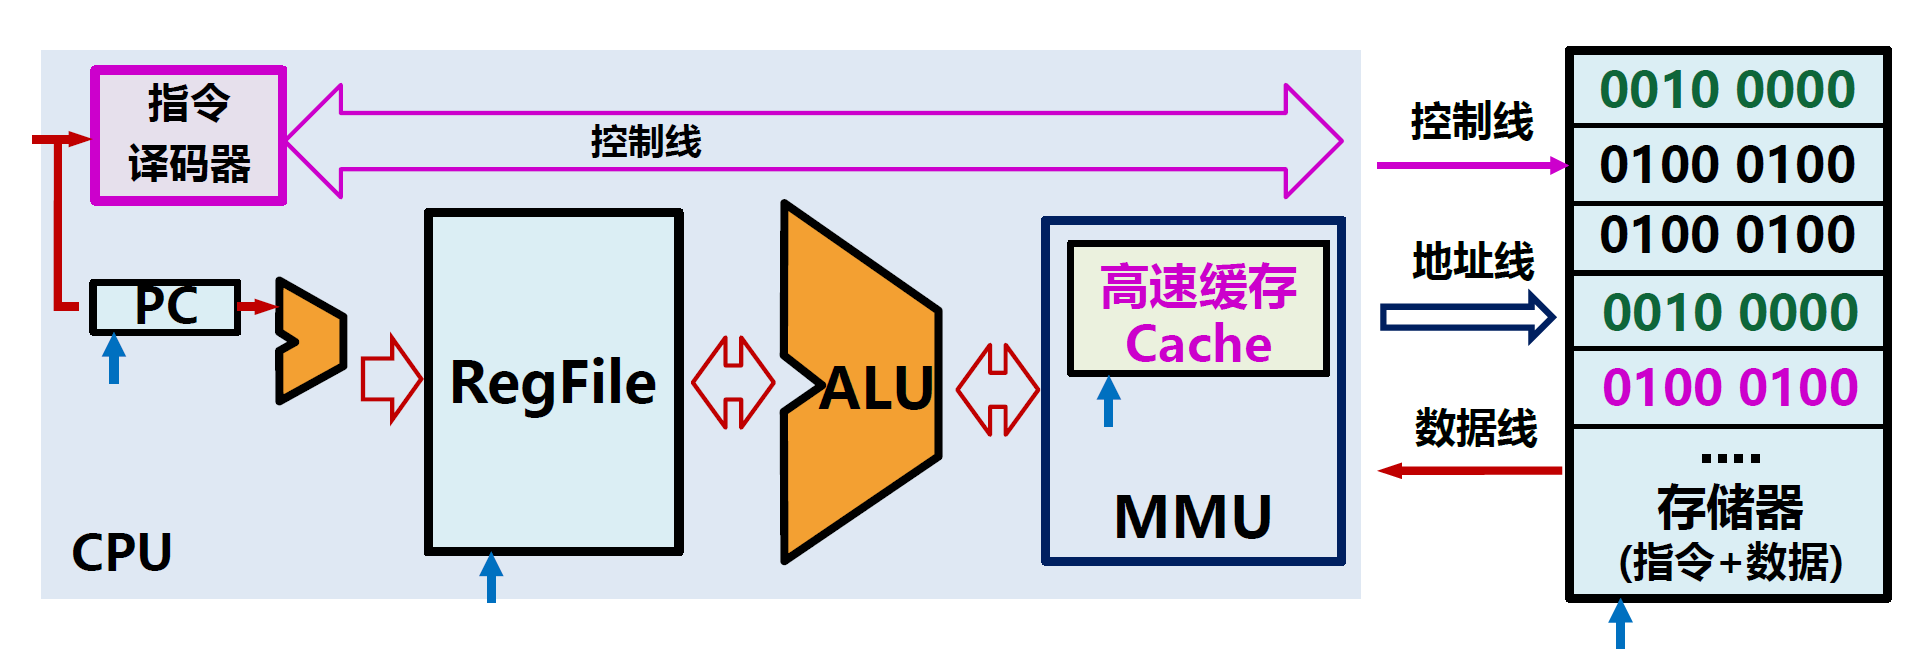 指令
译码器
控制线
PC
RegFile
ALU
高速缓存
Cache
MMU
CPU
控制线
地址线
数据线
0010 0000
0100 0100
0100 0100
0010 0000
0100 0100
....
存储器
(指令+数据)